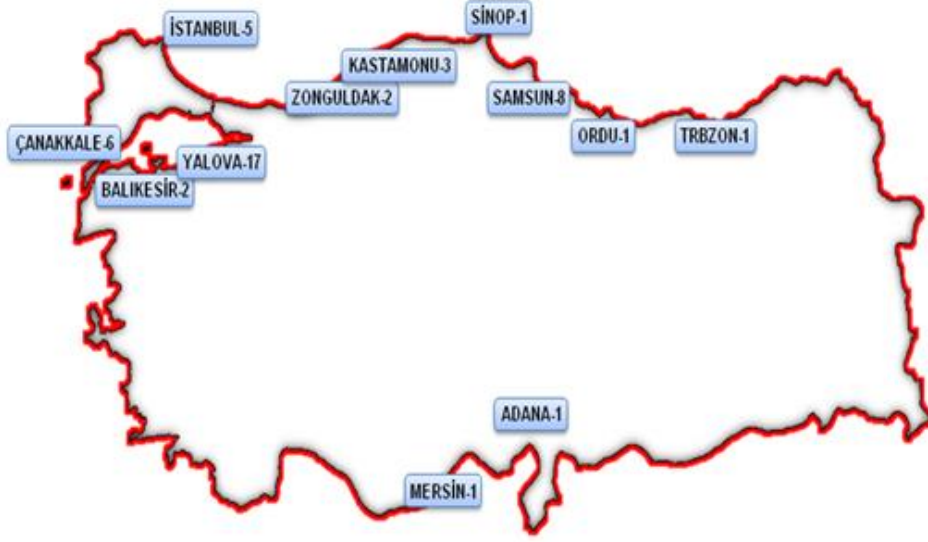 SİNOP-1
İSTANBUL-5
KASTAMONU-3
ZONGULDAK-2
SAMSUN-8
ORDU-1
TRBZON-1
ÇANAKKALE-6
YALOVA-17
BALIKESİR-2
ADANA-1
MERSİN-1